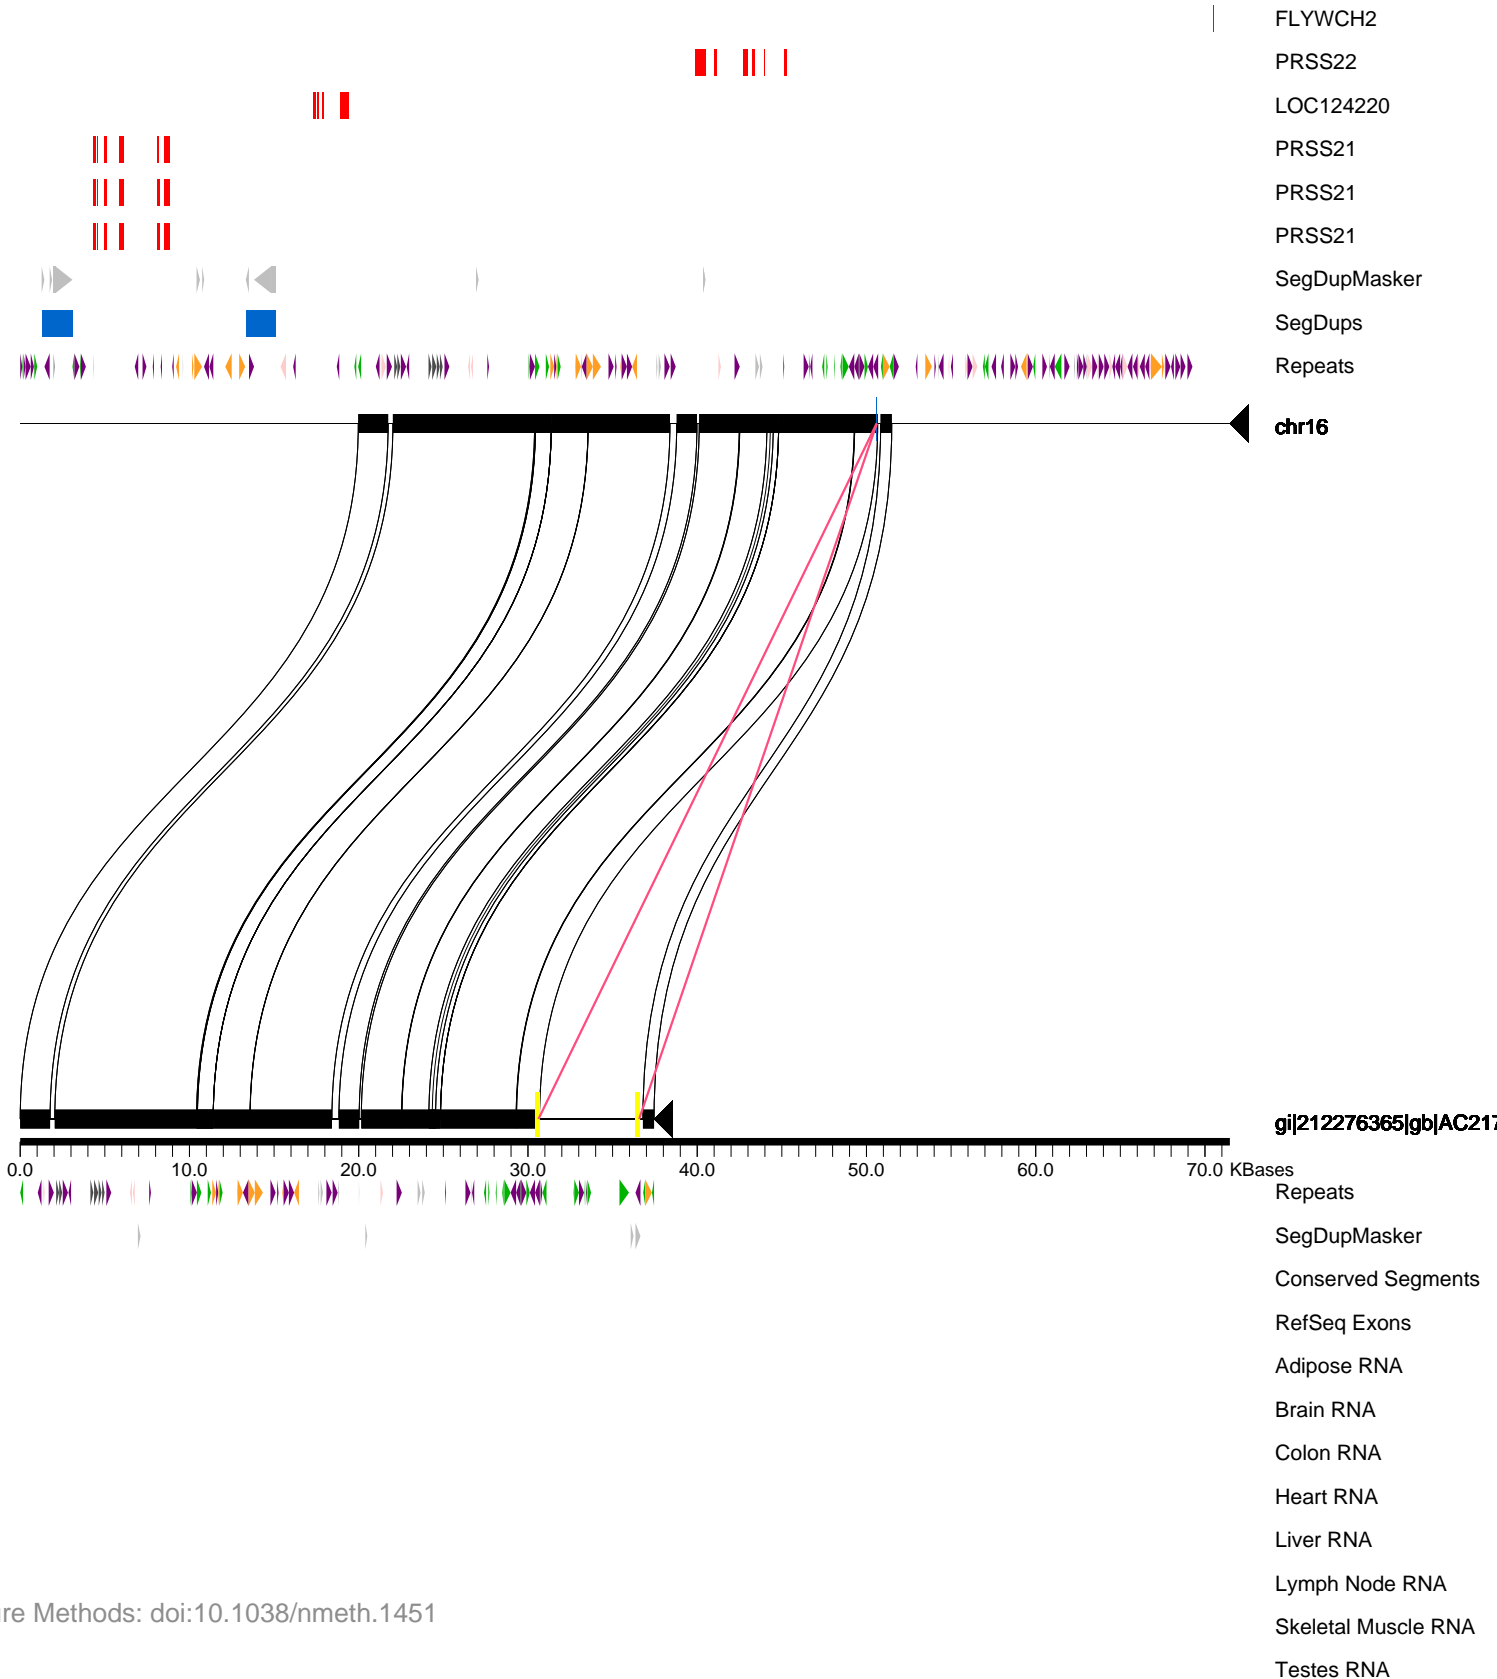 FLYWCH2
PRSS22
LOC124220
PRSS21
PRSS21
PRSS21
SegDupMasker
SegDups
Repeats
chr16
gi|212276365|gb|AC217
0.0 10.0 20.0 30.0 40.0 50.0 60.0 70.0 KBases
Repeats
SegDupMasker
Conserved Segments
RefSeq Exons
Adipose RNA
Brain RNA
Colon RNA
Heart RNA
Liver RNA
Lymph Node RNA
re Methods: doi:10.1038/nmeth.1451
Skeletal Muscle RNA
Testes RNA